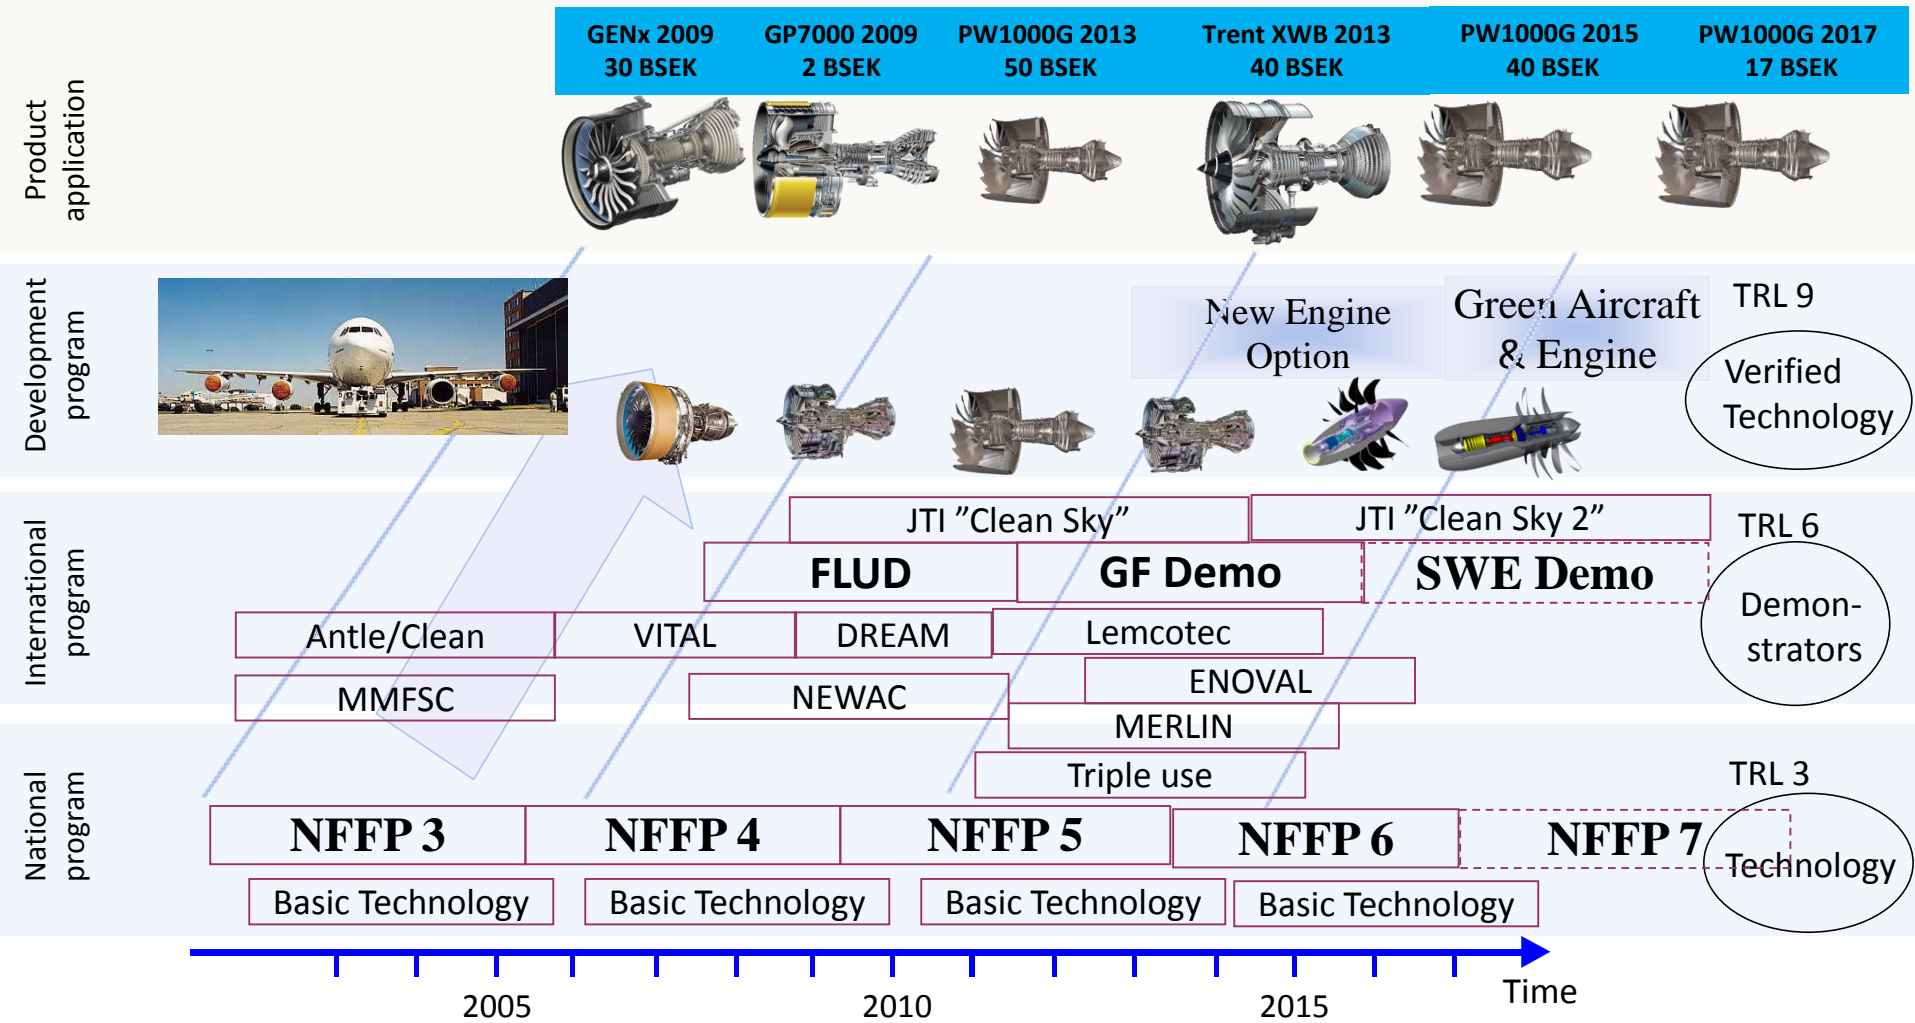 GENx 2009
30 BSEK
GP7000 2009
2 BSEK
PW1000G 2013
50 BSEK
Trent XWB 2013
40 BSEK
PW1000G 2015
40 BSEK
PW1000G 2017
17 BSEK
Product
application
Development
program
New Engine
Option
Green Aircraft
& Engine
TRL 9
Verified
Technology
International
program
JTI ”Clean Sky”
JTI ”Clean Sky 2”
TRL 6
FLUD
GF Demo
SWE Demo
Demon-
strators
Antle/Clean
VITAL
DREAM
Lemcotec
MMFSC
NEWAC
ENOVAL
MERLIN
Triple use
National
program
TRL 3
NFFP 3
NFFP 4
NFFP 5
NFFP 6
NFFP 7
Technology
Basic Technology
Basic Technology
Basic Technology
Basic Technology
2005
2010
2015
Time